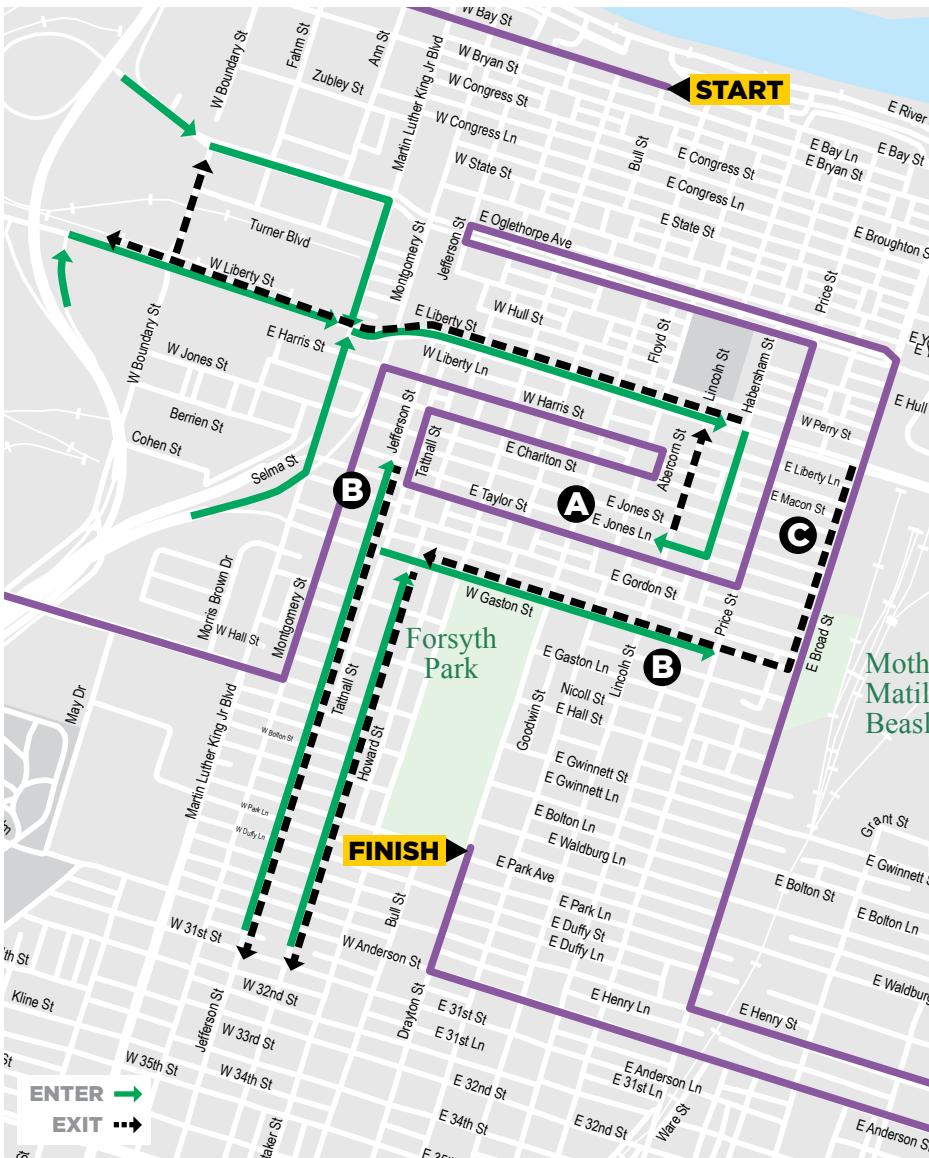 W Bay St
Fahm St
Ann St
W Boundary St
Zubley St
Martin Luther King Jr Blvd
W Bryan St
W Congress St
START
E River
W Congress Ln
Bull St
E Bay Ln
E Bryan St
E Bay St
W State St
E Congress St
E Congress Ln
E State St
E Oglethorpe Ave
E Broughton S
Turner Blvd
Montgomery St
Jefferson St
Price St
W Liberty St
E Liberty St
W Hull St
Floyd St
Lincoln St
Habersham St
E Harris St
W Boundary St
W Jones St
W Liberty Ln
E Hull
W Harris St
W Perry St
Berrien St
Cohen St
Jefferson St
Tattnall St
E Charlton St
Abercorn St
E Liberty Ln
Selma St
B
E Taylor St
A
E Jones St
E Jones Ln
E Macon St
C
Morris Brown Dr
Montgomery St
W Hall St
W Gaston St
E Gordon St
Price St
E Broad St
Forsyth
Park
E Gaston Ln
Lincoln St
B
Moth
Matil
Beasl
May Dr
Martin Luther King Jr Blvd
Tattnall St
Nicoll St
E Hall St
Goodwin St
W Bolton St
Howard St
E Gwinnett St
E Gwinnett Ln
W Park Ln
W Duffy Ln
E Bolton Ln
E Waldburg Ln
Grant St
FINISH
E Park Ave
E Gwinnett S
E Bolton St
E Bolton Ln
Bull St
E Park Ln
E Duffy St
E Duffy Ln
W 31st St
W Anderson St
W 32nd St
E Waldburg
th St
Kline St
Jefferson St
Drayton St
E Henry Ln
E Henry St
W 33rd St
E 31st St
E 31st Ln
W 35th St
W 34th St
E Anderson Ln
E 31st Ln
E 32nd St
E 34th St
E 32nd St
Ware St
E Anderson S
taker St
ENTER
EXIT